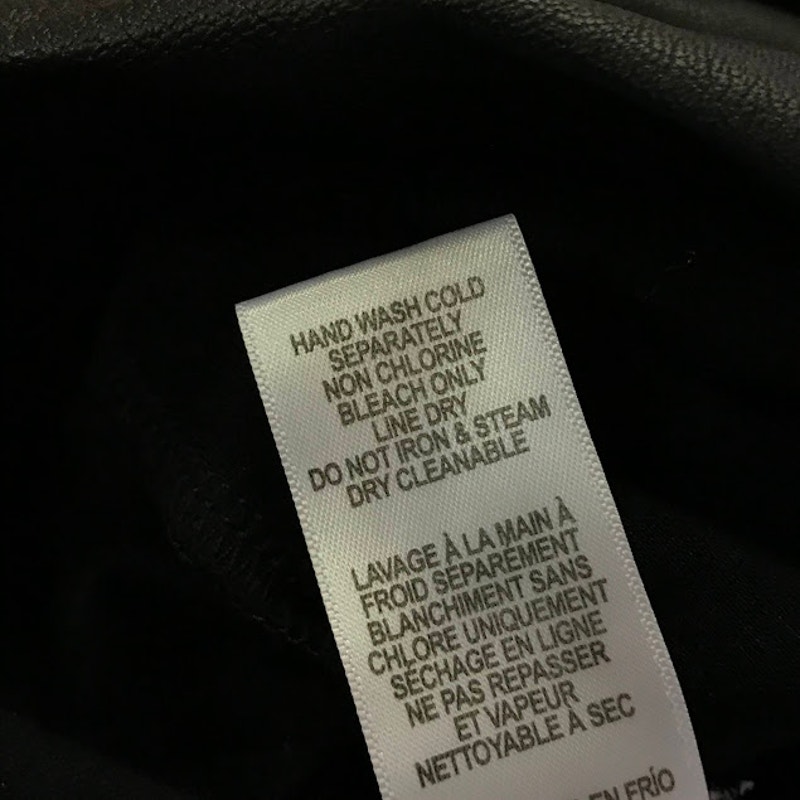 HAND WASH COLD
SEPARATELY
NON CHLORINE
BLEACH ONLY
LINE DRY
DO NOT IRON & STEAM
DRY CLEANABLE
LAVAGE À LA MAIN À
FROID SÉPARÉMENT
BLANCHIMENT SANS
CHLORE UNIQUEMENT
SÉCHAGE EN LIGNE
NE PAS REPASSER
ET VAPEUR
NETTOYABLE À SEC
EN FRÍO